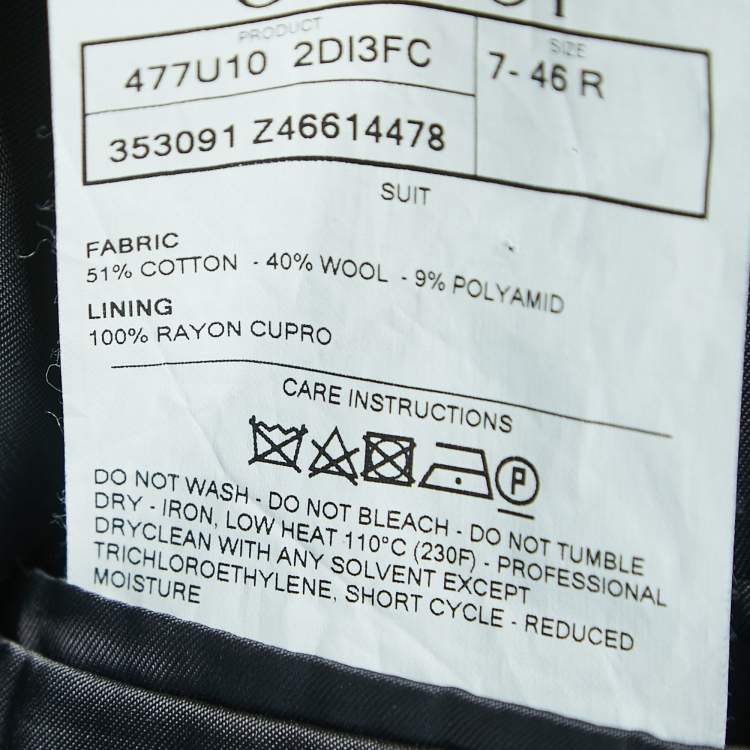 PRODUCT
SIZE
477U10 2DI3FC
7-46 R
353091 Z46614478
SUIT
FABRIC
51% COTTON - 40% WOOL - 9% POLYAMID
LINING
100% RAYON CUPRO
CARE INSTRUCTIONS
P
DO NOT WASH - DO NOT BLEACH - DO NOT TUMBLE
DRY - IRON, LOW HEAT 110°C (230F) - PROFESSIONAL
DRYCLEAN WITH ANY SOLVENT EXCEPT
TRICHLOROETHYLENE, SHORT CYCLE - REDUCED
MOISTURE